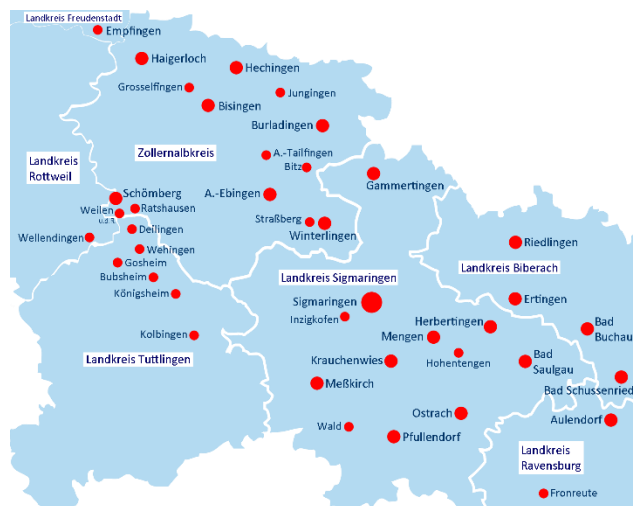 Landkreis Freudenstadt
Empfingen
Haigerloch
Hechingen
Grosselfingen
Jungingen
Bisingen
Burladingen
Landkreis
Rottweil
Zollernalbkreis
A.-Tailfingen
Bitz
Gammertingen
Schömberg
A.-Ebingen
Weilen
u.d.R.
Ratshausen
Straßberg
Winterlingen
Wellendingen
Deilingen
Wehingen
Gosheim
Bubsheim
Königsheim
Riedlingen
Landkreis Biberach
Landkreis Sigmaringen
Sigmaringen
Inzigkofen
Ertingen
Herbertingen
Bad
Buchau
Mengen
Kolbingen
Landkreis Tuttlingen
Krauchenwies
Hohentengen
Bad
Saulgau
Meßkirch
Bad Schussenried
Ostrach
Aulendorf
Wald
Pfullendorf
Landkreis
Ravensburg
Fronreute